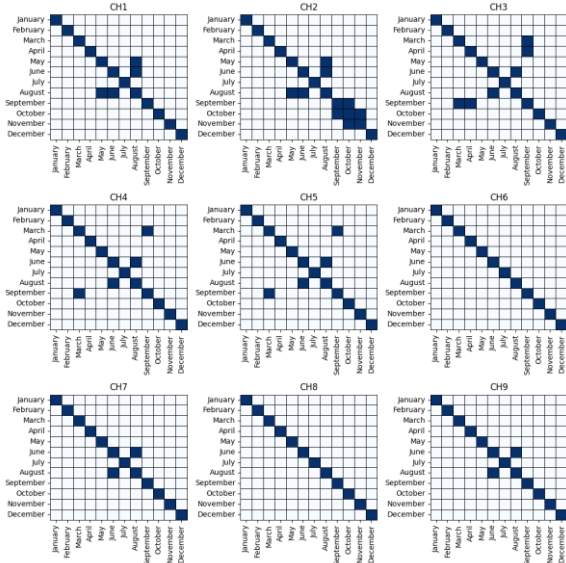 CH1
January
February
March
April
May
June
July
August
September
October
November
December
January
February
March
April
May
June
July
August
September
October
November
December
CH2
January
February
March
April
May
June
July
August
September
October
November
December
January
February
March
April
May
June
July
August
September
October
November
December
CH3
January
February
March
April
May
June
July
August
September
October
November
December
January
February
March
April
May
June
July
August
September
October
November
December
CH4
January
February
March
April
May
June
July
August
September
October
November
December
January
February
March
April
May
June
July
August
September
October
November
December
CH5
January
February
March
April
May
June
July
August
September
October
November
December
January
February
March
April
May
June
July
August
September
October
November
December
CH6
January
February
March
April
May
June
July
August
September
October
November
December
January
February
March
April
May
June
July
August
September
October
November
December
CH7
January
February
March
April
May
June
July
August
September
October
November
December
January
February
March
April
May
June
July
August
September
October
November
December
CH8
January
February
March
April
May
June
July
August
September
October
November
December
January
February
March
April
May
June
July
August
September
October
November
December
CH9
January
February
March
April
May
June
July
August
September
October
November
December
January
February
March
April
May
June
July
August
September
October
November
December